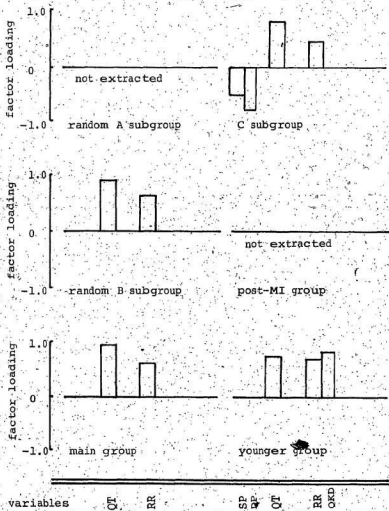 factor loading
1.0
0
-1.0
not extracted
random A subgroup
C subgroup
factor loading
1.0
0
-1.0
random B subgroup
not extracted
post-MI group
factor loading
1.0
0
-1.0
main group
younger group
variables
QT
RR
SP
DP
QT
RR
QKD